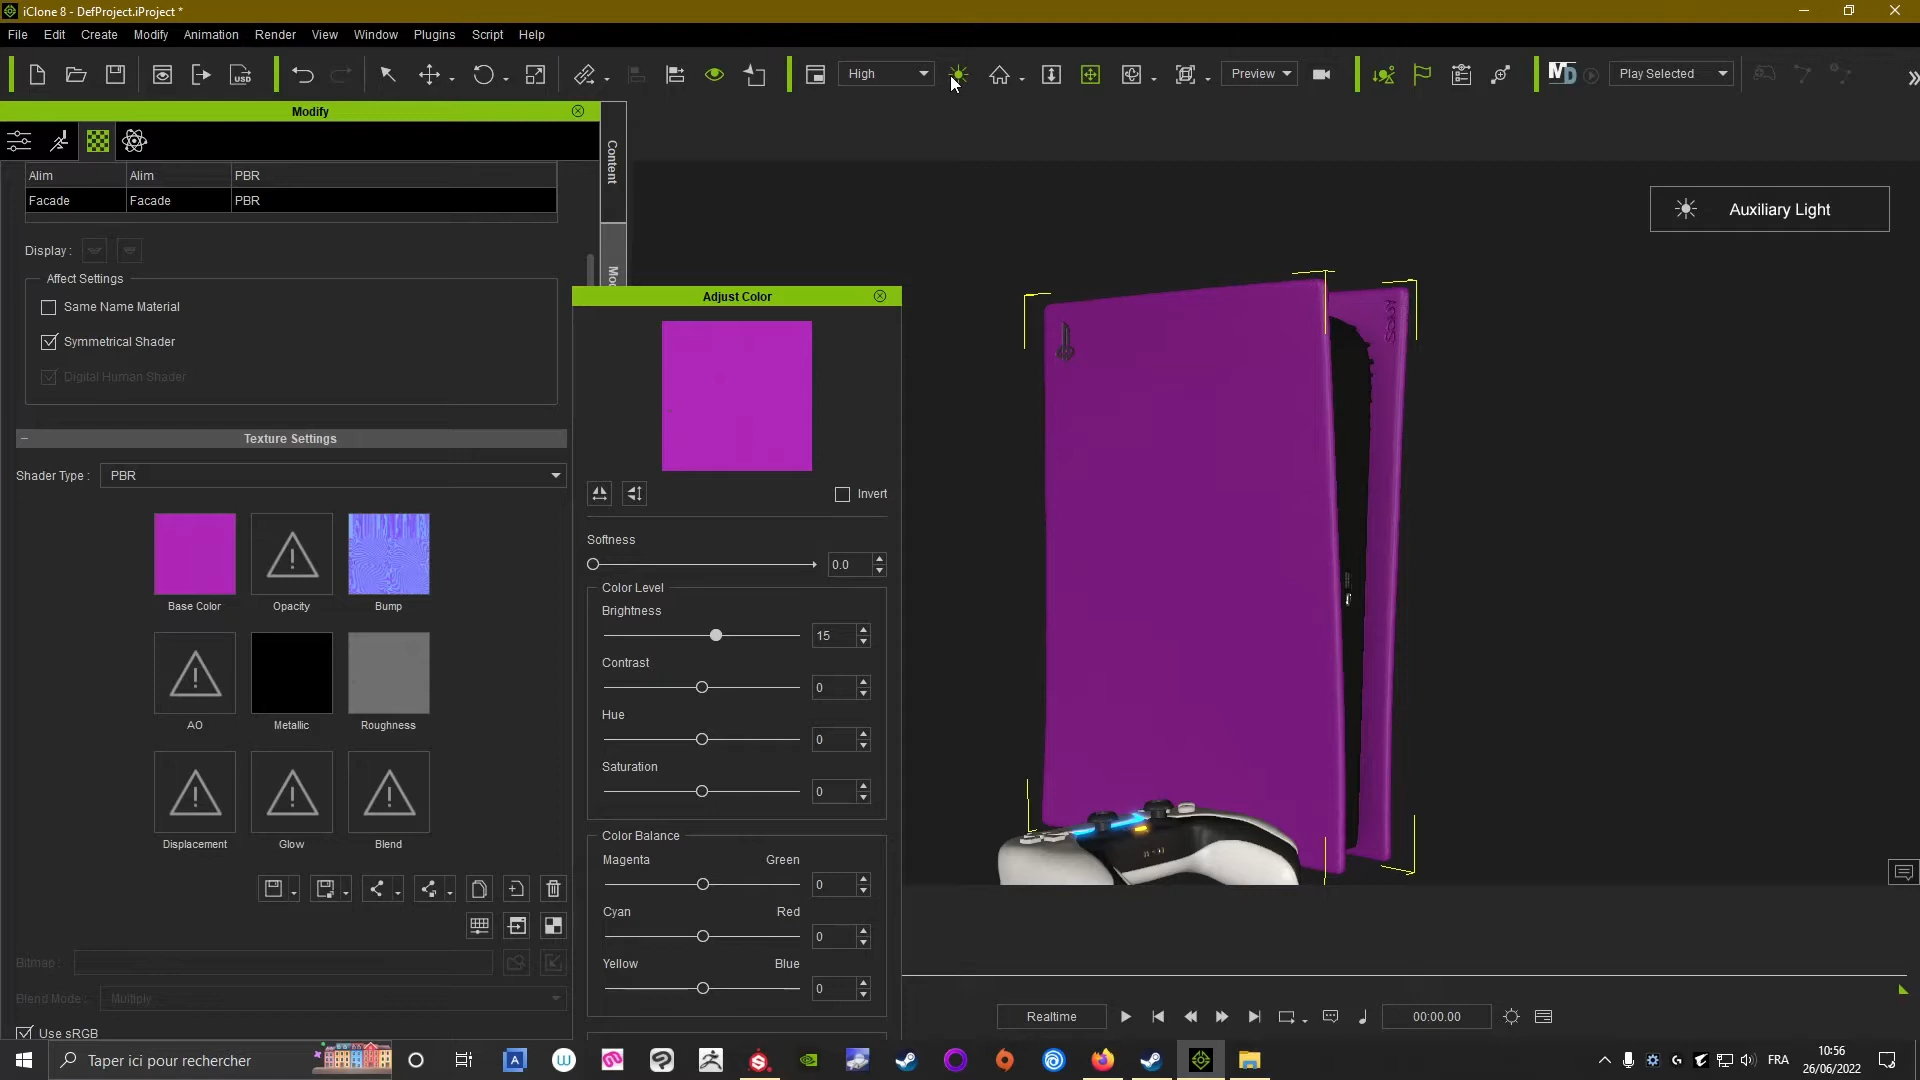 iClone 8 - DefProject.iProject *
File Edit Create Modify Animation Render View Window Plugins Script Help
USD
High
Preview
MD
Play Selected
Modify
Content
Alim Alim PBR
Facade Facade PBR
Auxiliary Light
Display :
Affect Settings
Same Name Material
Symmetrical Shader
Digital Human Shader
Adjust Color
SONY
Texture Settings
Shader Type : PBR
Invert
Softness
0.0
Color Level
Brightness
15
Contrast
0
Hue
0
Saturation
0
Base Color Opacity Bump
AO Metallic Roughness
Displacement Glow Blend
Color Balance
Magenta Green
0
Cyan Red
0
Yellow Blue
0
Bitmap :
Blend Mode : Multiply
Use sRGB
Realtime
00:00.00
Taper ici pour rechercher
FRA
10:56
26/06/2022